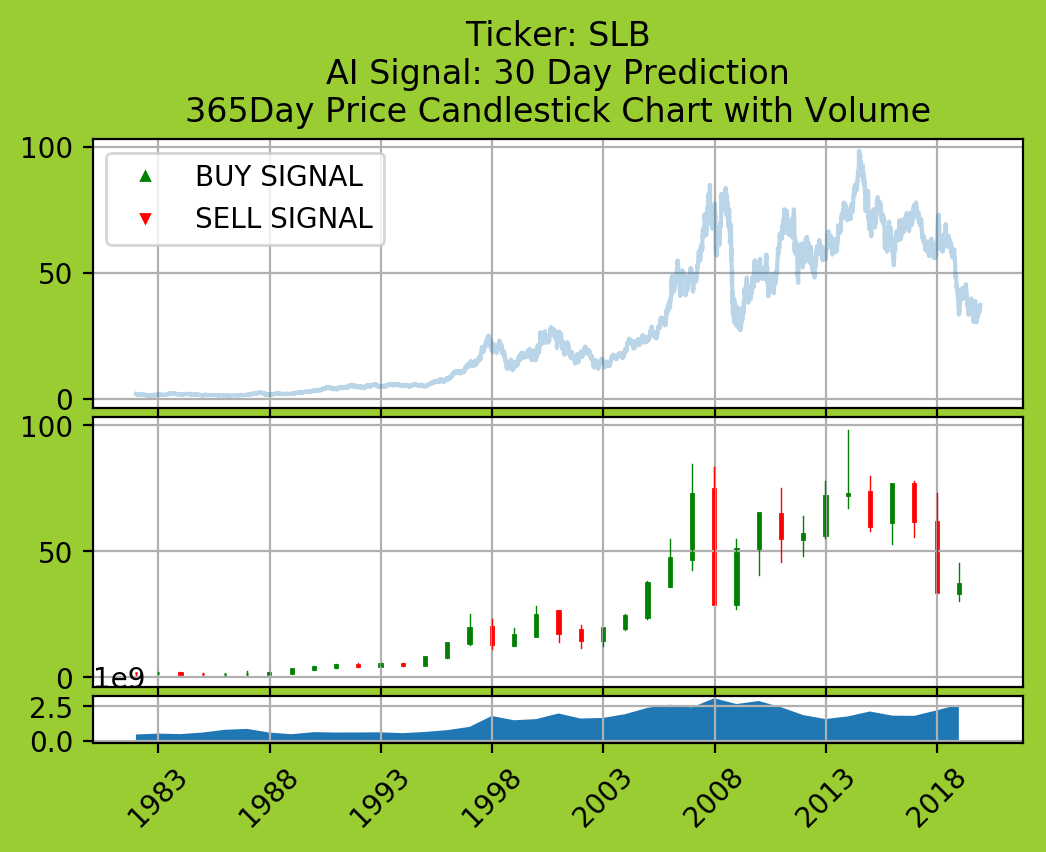 Ticker: SLB
AI Signal: 30 Day Prediction
365Day Price Candlestick Chart with Volume
100
BUY SIGNAL
SELL SIGNAL
50
0
100
50
0
1e9
2.5
0.0
1983
1988
1993
1998
2003
2008
2013
2018